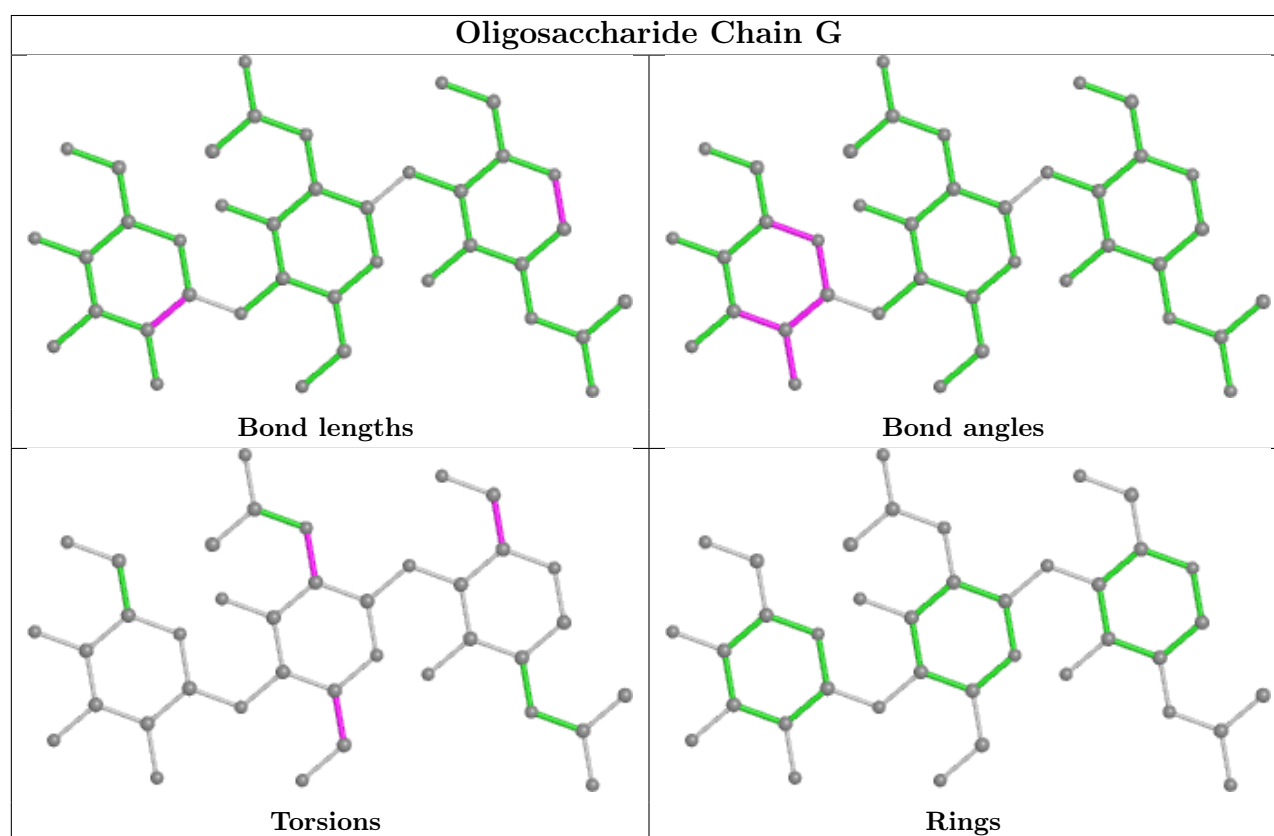 Oligosaccharide Chain G
Bond lengths
Bond angles
Torsions
Rings